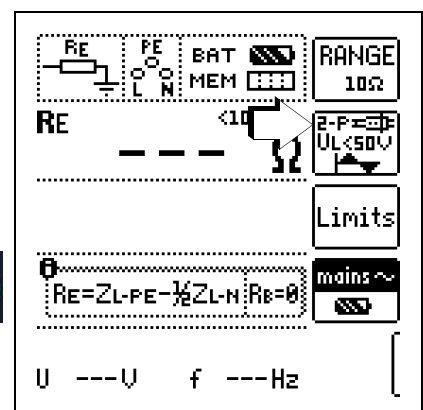 RE PE BAT RANGE
L N MEM 10Ω
RE <10
--- Ω
2-P
UL<50V
Limits
mains ~
RE=ZL-PE-½ZL-N RB=0
U ---V f ---Hz